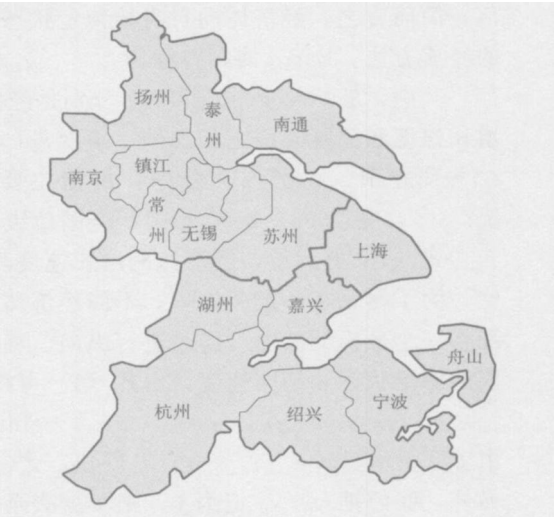 扬州
泰
州
南通
南京
镇江
常
州
无锡
苏州
上海
湖州
嘉兴
舟山
杭州
绍兴
宁波